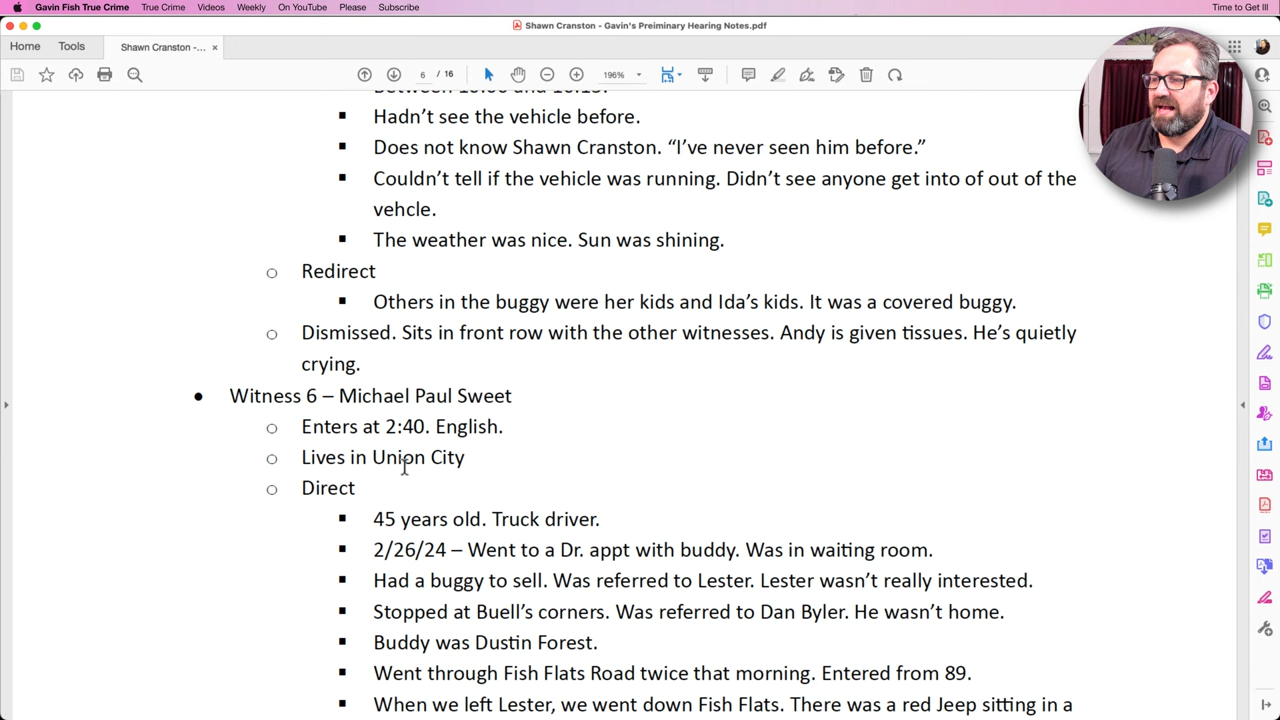 Gavin Fish True Crime True Crime Videos Weekly On YouTube Please Subscribe Time to Get Ill
Shawn Cranston - Gavin's Preiminary Hearing Notes.pdf
Home Tools Shawn Cranston -... ×
6 / 16 196%
Between 10:00 and 10:15.
▪ Hadn't see the vehicle before.
▪ Does not know Shawn Cranston. “I've never seen him before.”
▪ Couldn't tell if the vehicle was running. Didn't see anyone get into of out of the
vehcle.
▪ The weather was nice. Sun was shining.
○ Redirect
▪ Others in the buggy were her kids and Ida's kids. It was a covered buggy.
○ Dismissed. Sits in front row with the other witnesses. Andy is given tissues. He's quietly
crying.
● Witness 6 – Michael Paul Sweet
○ Enters at 2:40. English.
○ Lives in Union City
○ Direct
▪ 45 years old. Truck driver.
▪ 2/26/24 – Went to a Dr. appt with buddy. Was in waiting room.
▪ Had a buggy to sell. Was referred to Lester. Lester wasn't really interested.
▪ Stopped at Buell's corners. Was referred to Dan Byler. He wasn't home.
▪ Buddy was Dustin Forest.
▪ Went through Fish Flats Road twice that morning. Entered from 89.
▪ When we left Lester, we went down Fish Flats. There was a red Jeep sitting in a